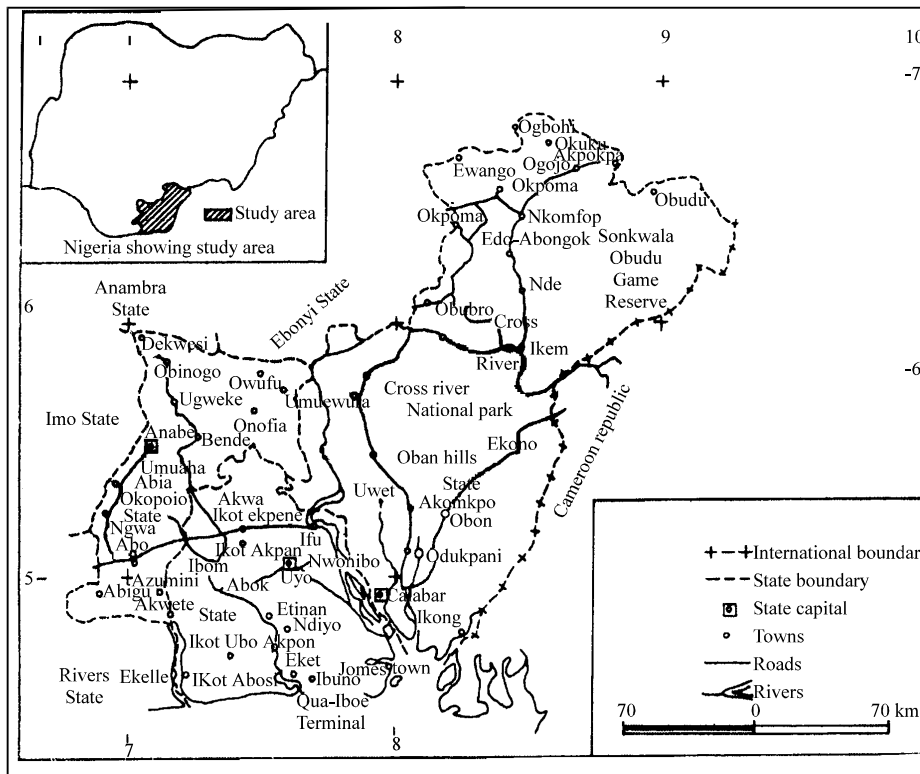 8
9
10
-7
Study area
Nigeria showing study area
Ogbohi
Okuku
Akpokpa
Ogojo
Ewango
Okpoma
Obudu
Okpoma
Nkomfop
Edo-Abongok
Sonkwala
Obudu
Game
Reserve
Nde
Anambra
State
Ebonyi State
6
Obubro
Cross
River
Ikem
Dekwesi
Obinogo
Owufu
-6
Ugweke
Umuewura
Cross river
National park
Imo State
Onofia
Anabe
Bende
Ekono
Cameroon republic
Umuaha
Oban hills
Abia
State
Okopoio
Akwa
Uwet
Akomkpo
State
Ikot ekpene
Obon
Ngwa
Ifu
Abo
Ikot Akpan
Nwonibo
Odukpani
Ibom
Uyo
5
Azumini
Abok
Calabar
Abigu
Akwete
State
Etinan
Ikong
Ndiyo
Ikot Ubo Akpon
Rivers
State
Ekelle
IKot Abosi
Eket
Ibuno
Jomestown
Qua-Iboe
Terminal
7
8
International boundary
State boundary
State capital
Towns
Roads
Rivers
70
0
70 km